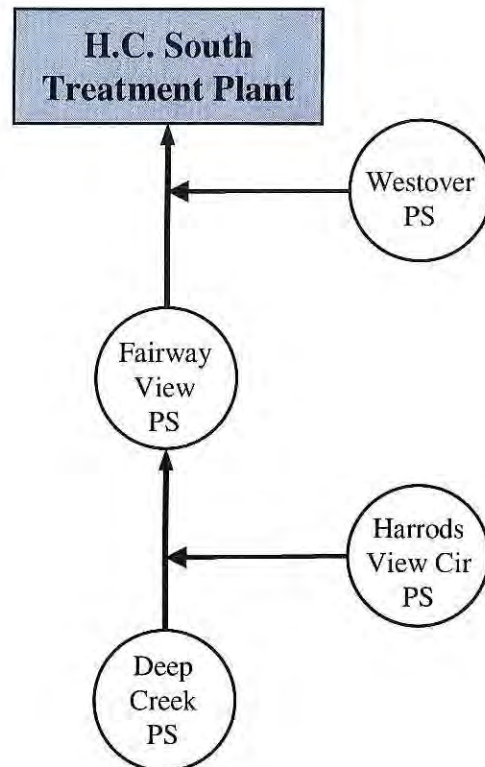 H.C. South
Treatment Plant
Westover
PS
Fairway
View
PS
Harrods
View Cir
PS
Deep
Creek
PS